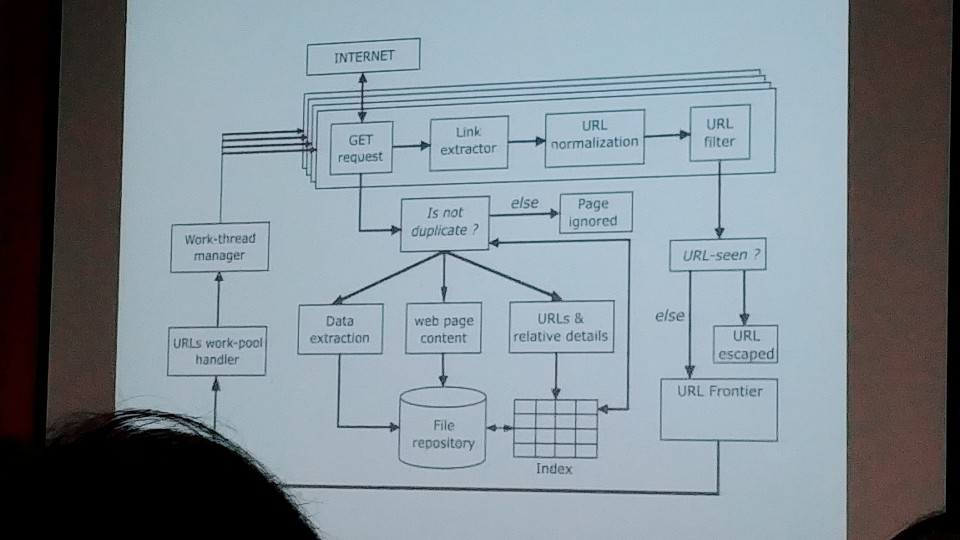 INTERNET
GET
request
Link
extractor
URL
normalization
URL
filter
Is not
duplicate ?
else
Page
ignored
Work-thread
manager
URL-seen ?
Data
extraction
web page
content
URLs &
relative details
else
URL
escaped
URLs work-pool
handler
URL Frontier
File
repository
Index